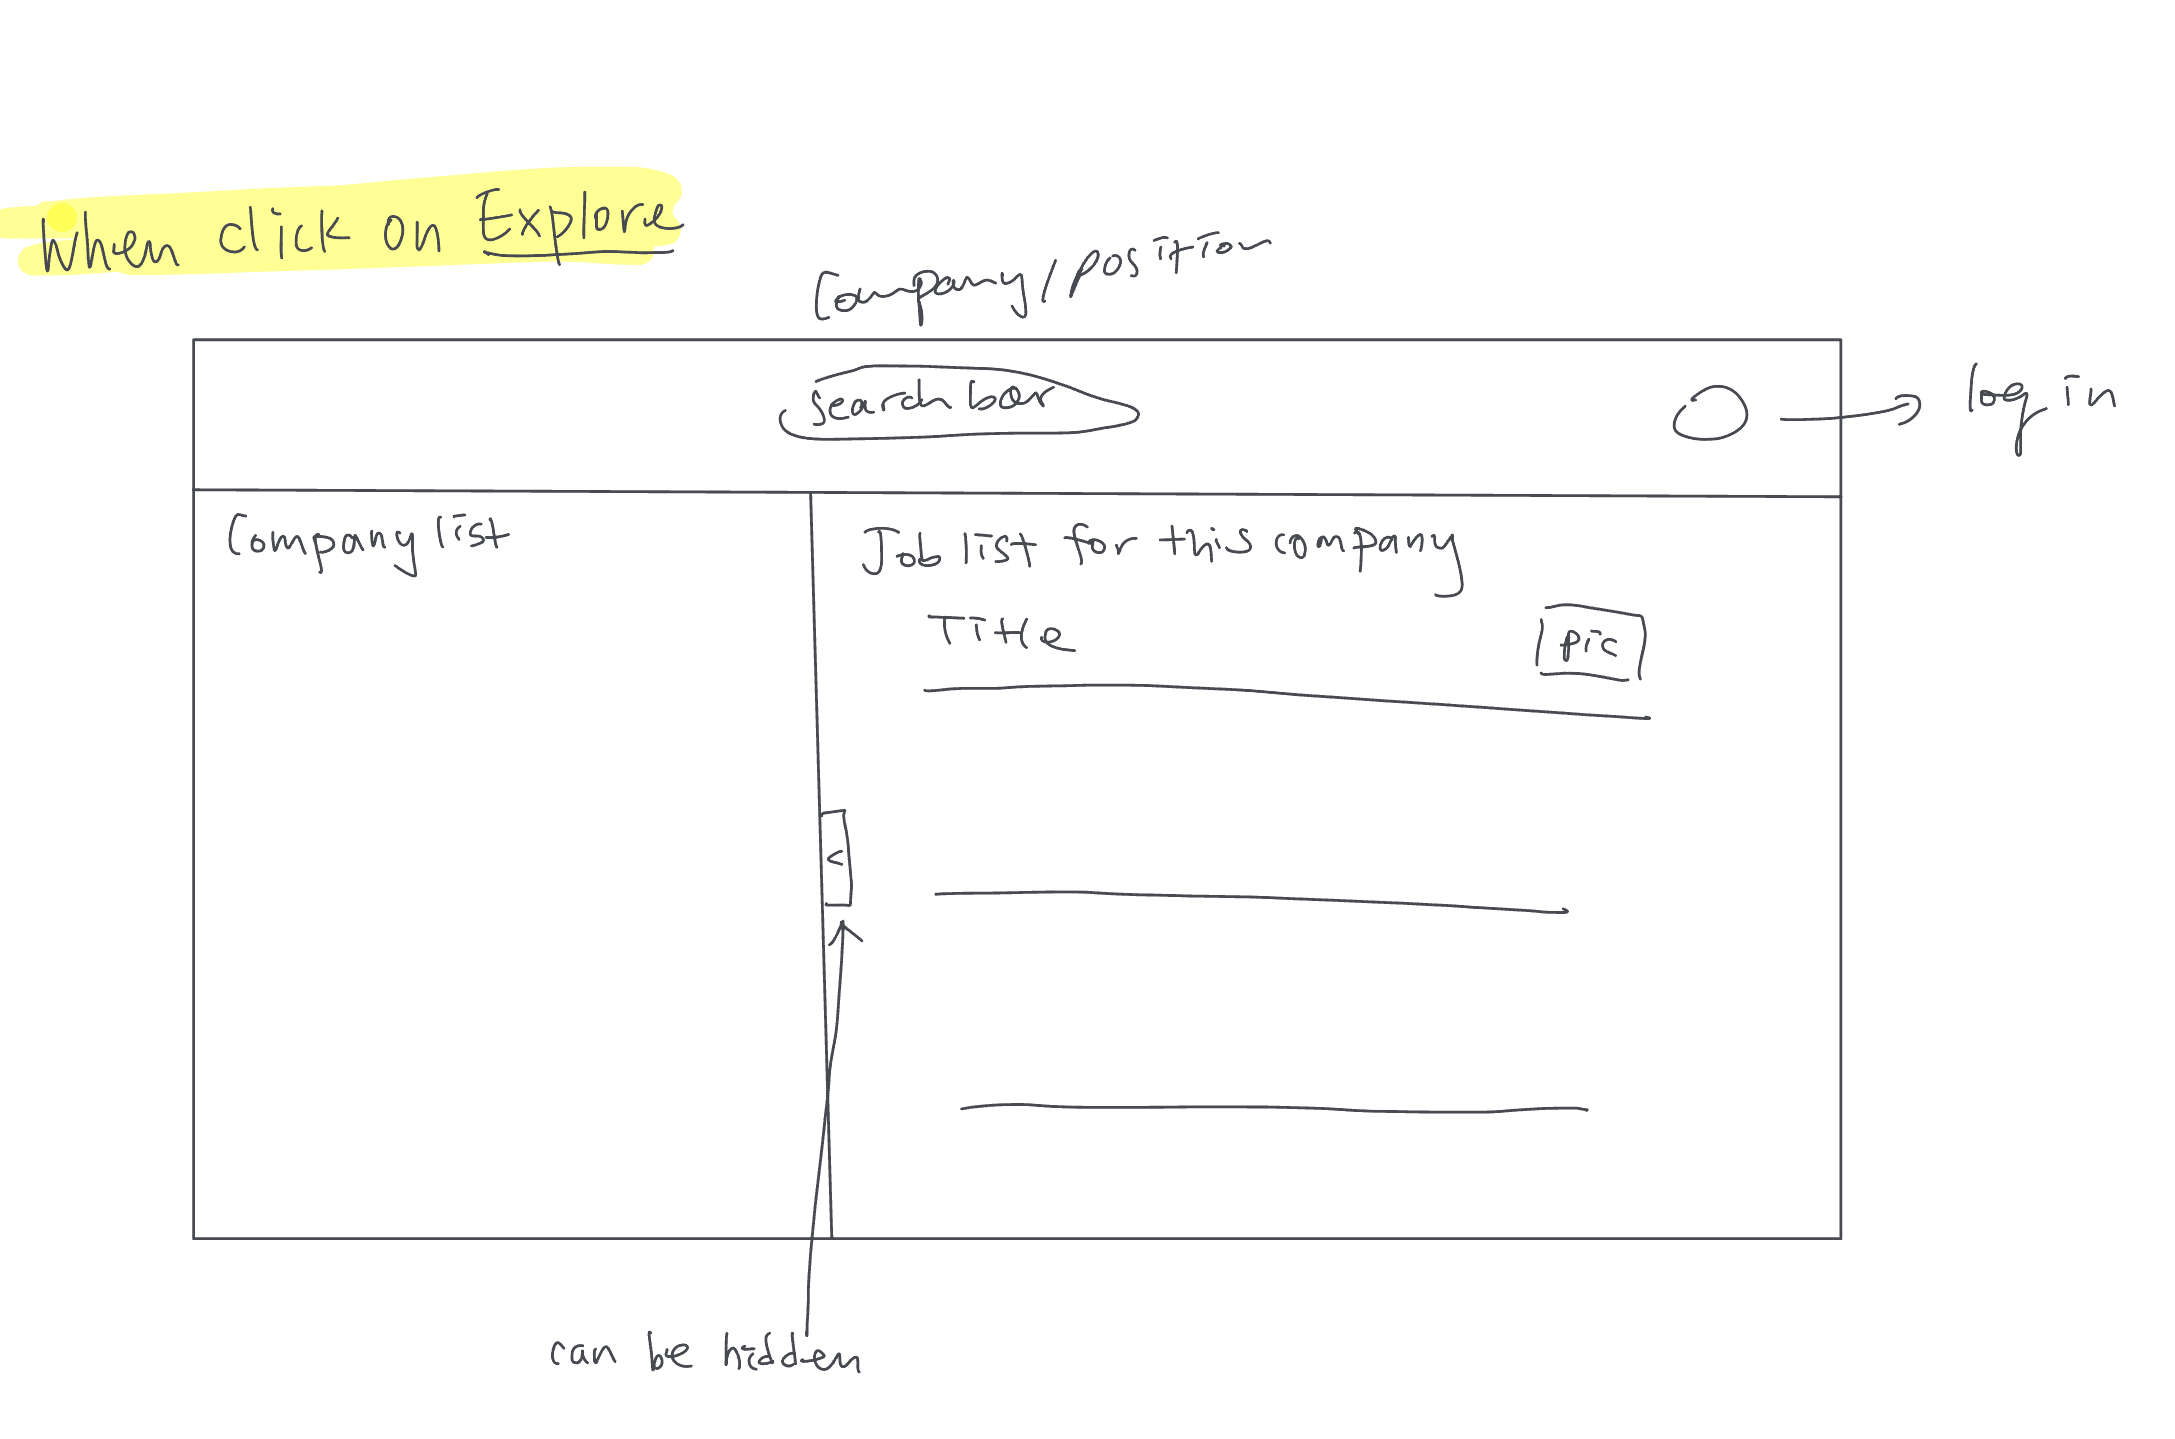 When click on Explore
Company/position
search bar
log in
Company list
Job list for this company
Title
pic
<
can be hidden